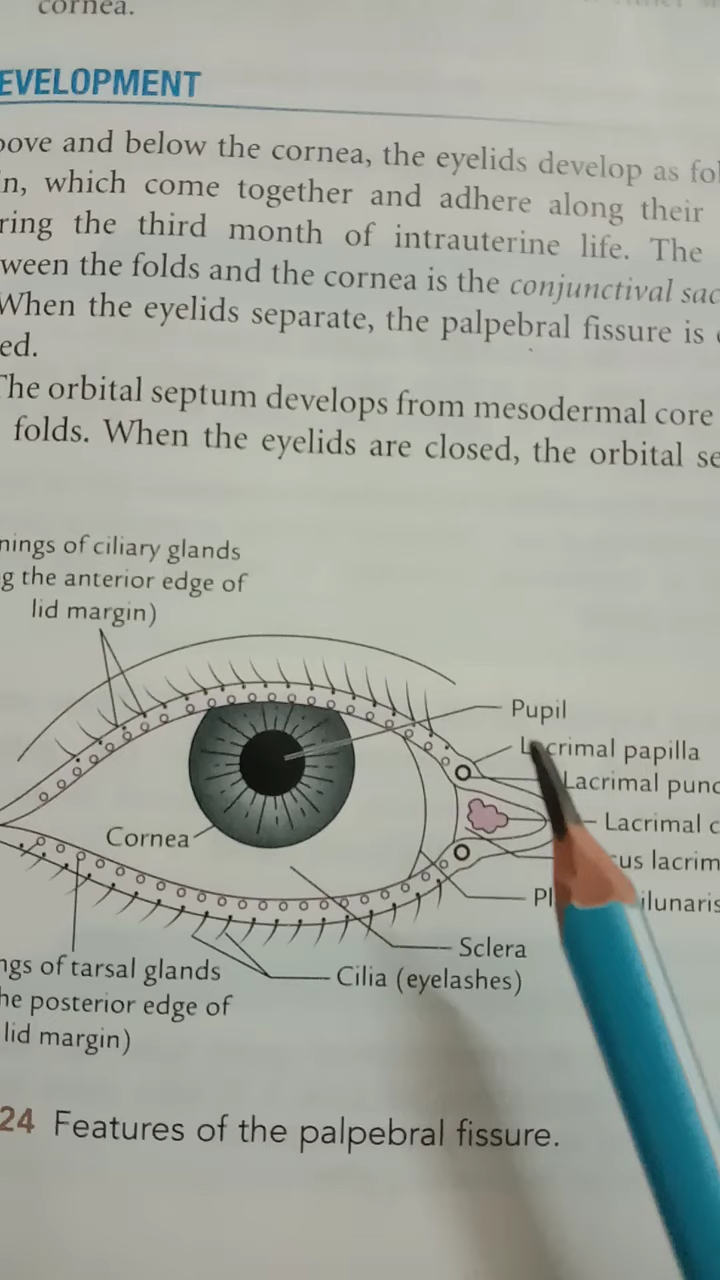 cornea.
EVELOPMENT
ove and below the cornea, the eyelids develop as fol
n, which come together and adhere along their
ring the third month of intrauterine life. The
ween the folds and the cornea is the conjunctival sac
When the eyelids separate, the palpebral fissure is
ed.
The orbital septum develops from mesodermal core
folds. When the eyelids are closed, the orbital se
nings of ciliary glands
g the anterior edge of
lid margin)
Pupil
Lacrimal papilla
Lacrimal punc
Lacrimal c
us lacrim
Cornea
Pl ilunaris
Sclera
Cilia (eyelashes)
ngs of tarsal glands
he posterior edge of
lid margin)
24 Features of the palpebral fissure.